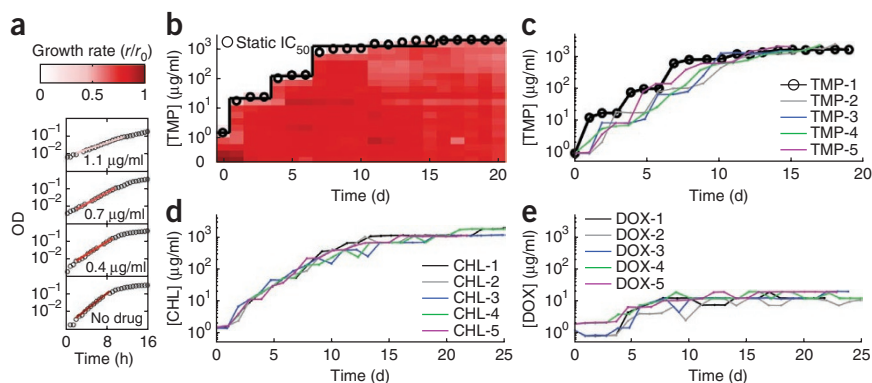 a
Growth rate (r/r0)
0 0.5 1
10^-1
10^-2
1.1 µg/ml
10^-1
10^-2
0.7 µg/ml
10^-1
10^-2
0.4 µg/ml
10^-1
10^-2
No drug
OD
0 8 16
Time (h)
b
Static IC50
[TMP] (µg/ml)
10^3
10^2
10^1
10^0
0
0 5 10 15 20
Time (d)
c
[TMP] (µg/ml)
10^3
10^2
10^1
10^0
TMP-1
TMP-2
TMP-3
TMP-4
TMP-5
0 5 10 15 20
Time (d)
d
[CHL] (µg/ml)
10^3
10^2
10^1
10^0
CHL-1
CHL-2
CHL-3
CHL-4
CHL-5
0 5 10 15 20 25
Time (d)
e
[DOX] (µg/ml)
10^3
10^2
10^1
10^0
DOX-1
DOX-2
DOX-3
DOX-4
DOX-5
0 5 10 15 20 25
Time (d)